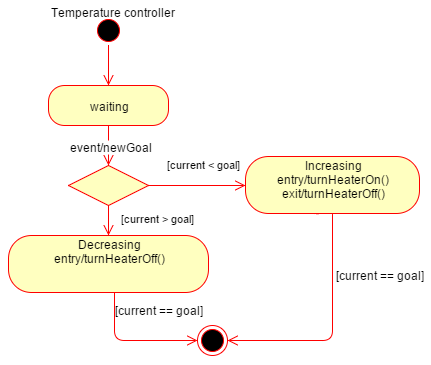 Temperature controller
waiting
event/newGoal
[current < goal]
Increasing
entry/turnHeaterOn()
exit/turnHeaterOff()
[current > goal]
Decreasing
entry/turnHeaterOff()
[current == goal]
[current == goal]